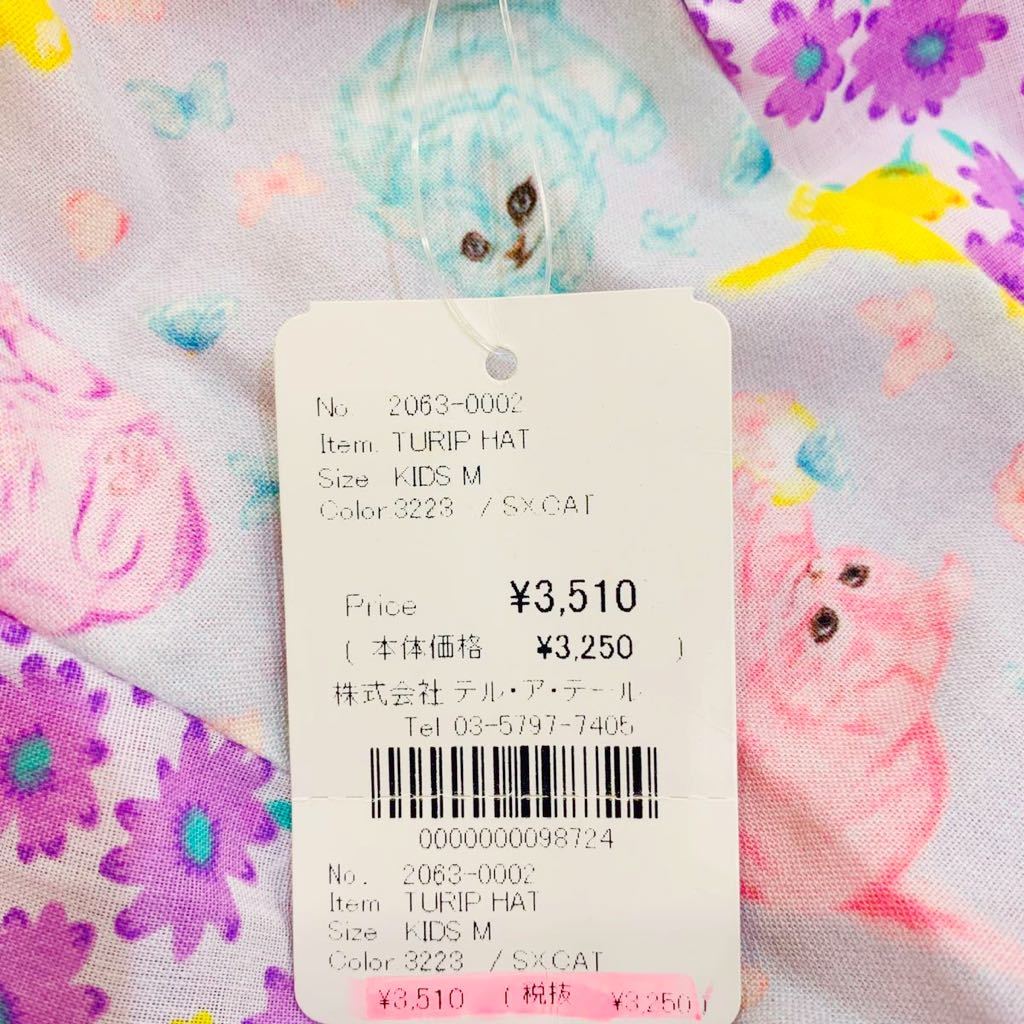 No. 2063-0002
Item. TURIP HAT
Size KIDS M
Color.3223 / SXCAT
Price ¥3,510
( 本体価格 ¥3,250 )
株式会社 テル・ア・テール
Tel 03-5797-7405
0000000098724
No. 2063-0002
Item TURIP HAT
Size KIDS M
Color.3223 / SXCAT
¥3,510 ( 税抜 ¥3,250)